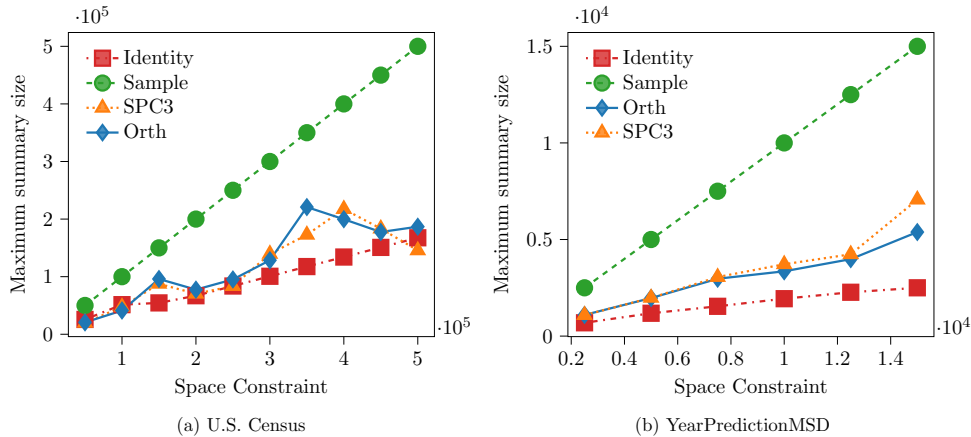 ·10^5
5
4
3
2
1
0
Maximum summary size
Identity
Sample
SPC3
Orth
1 2 3 4 5
·10^5
Space Constraint
(a) U.S. Census
·10^4
1.5
1
0.5
0
Maximum summary size
Identity
Sample
Orth
SPC3
0.2 0.4 0.6 0.8 1 1.2 1.4
·10^4
Space Constraint
(b) YearPredictionMSD